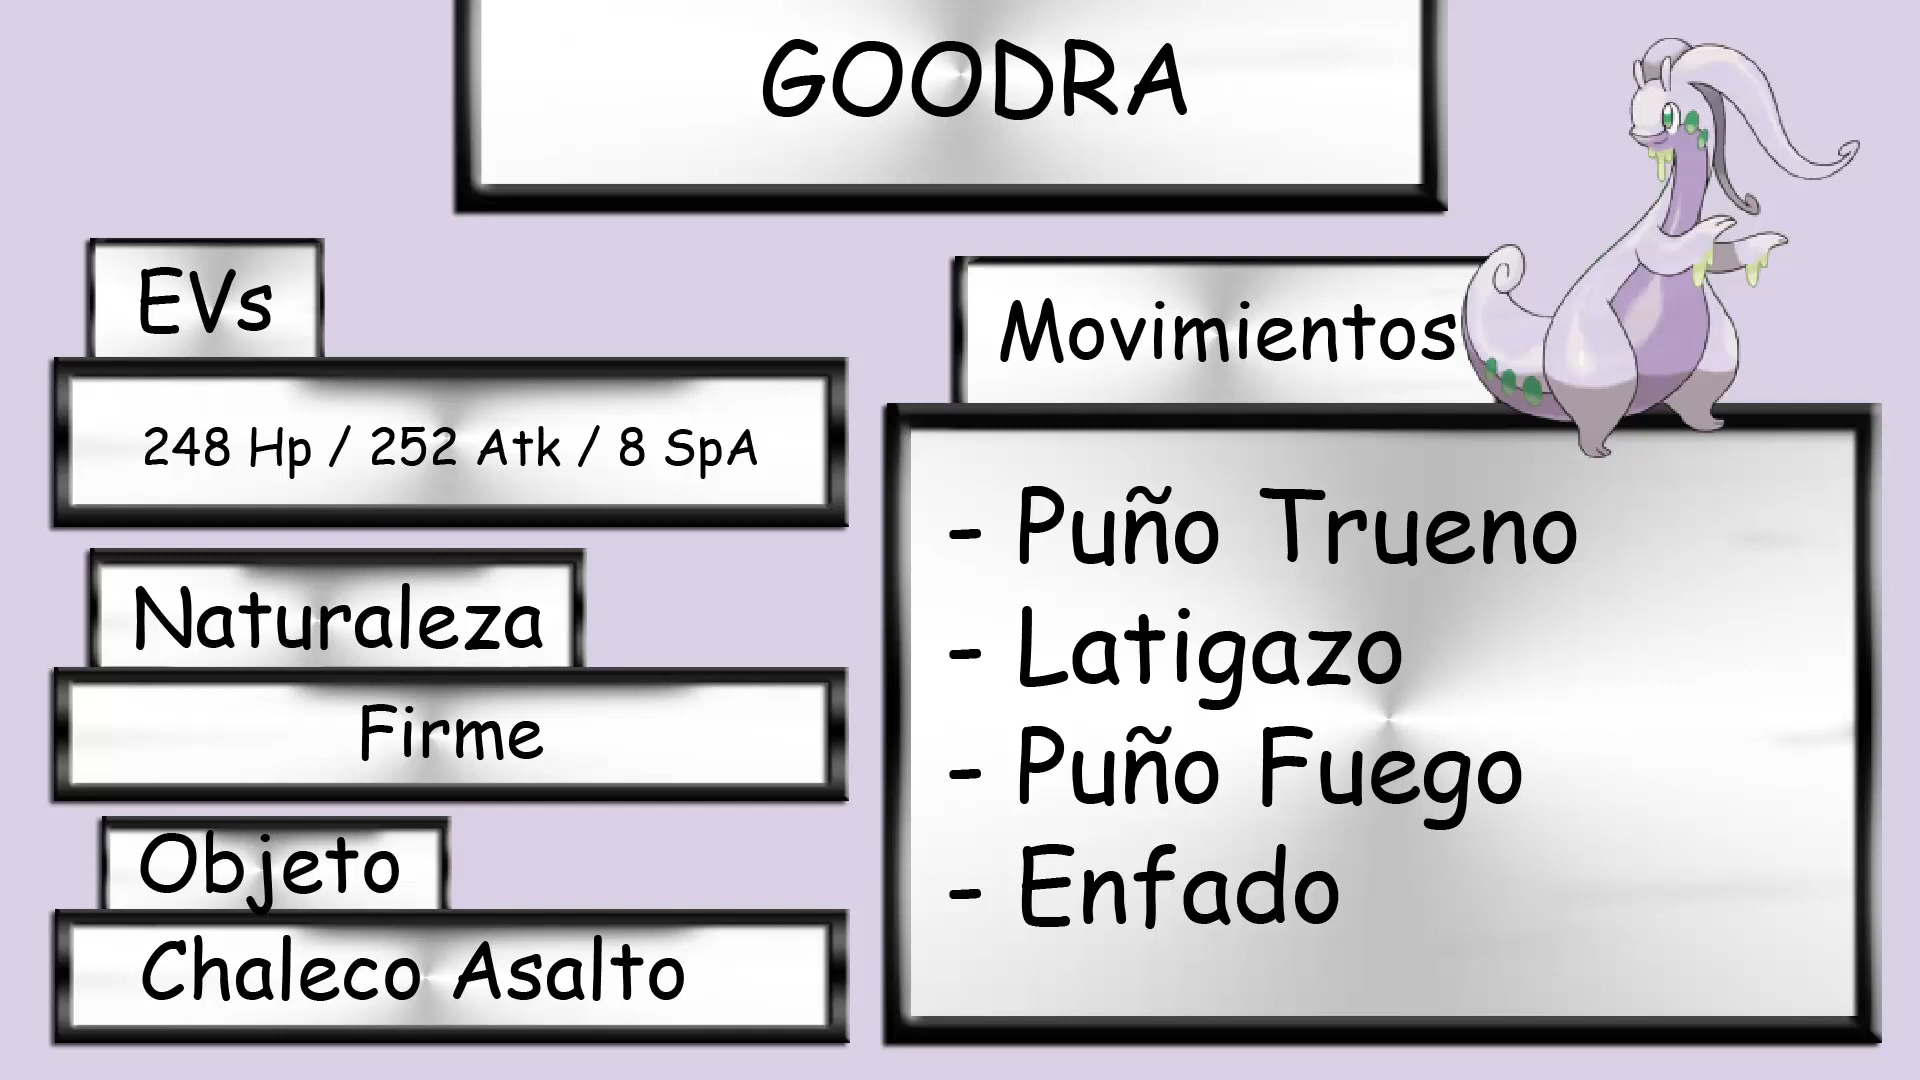 GOODRA
EVs
248 Hp / 252 Atk / 8 SpA
Naturaleza
Firme
Objeto
Chaleco Asalto
Movimientos
- Puño Trueno
- Latigazo
- Puño Fuego
- Enfado